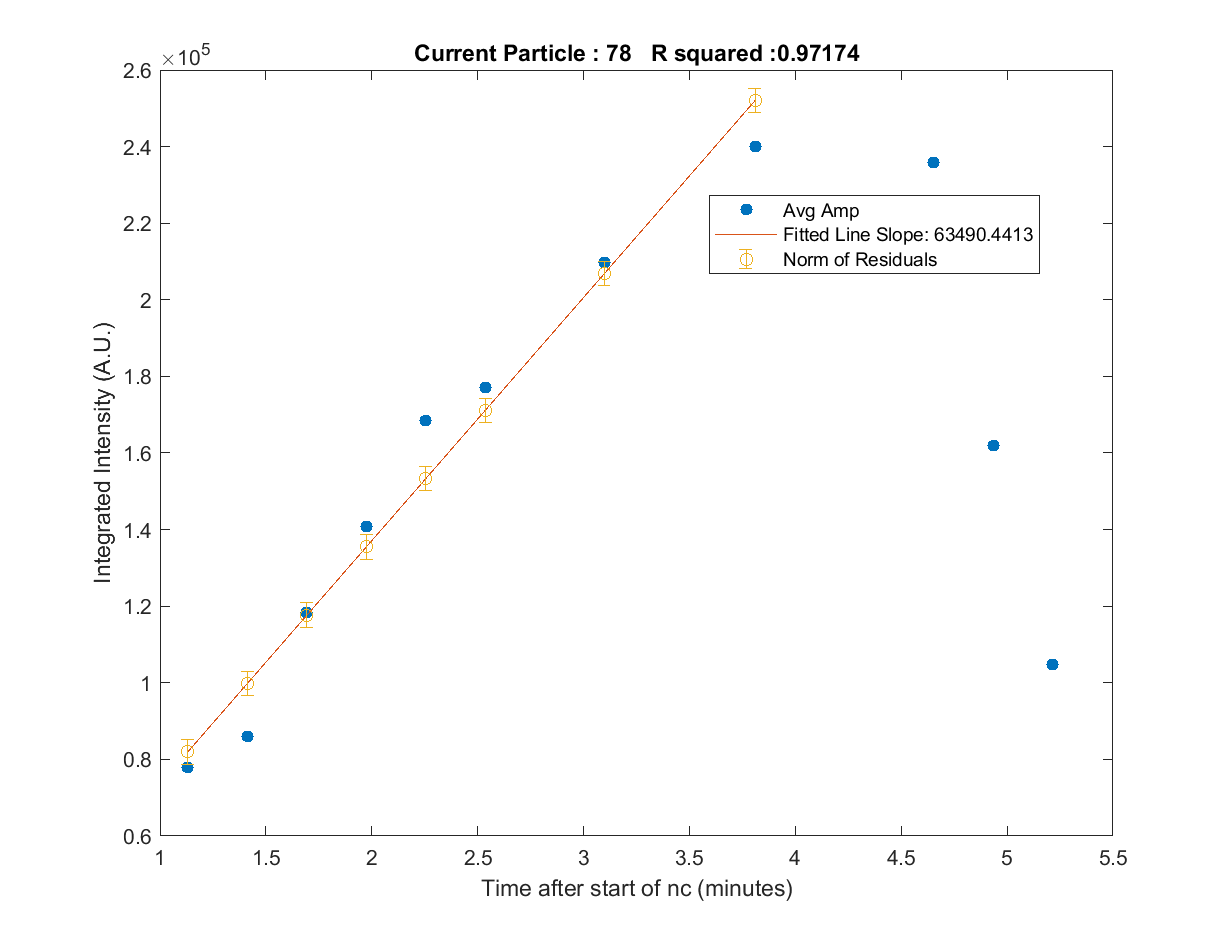 Current Particle : 78   R squared :0.97174
×10⁵
2.6
2.4
2.2
2
1.8
1.6
1.4
1.2
1
0.8
0.6
Integrated Intensity (A.U.)
Avg Amp
Fitted Line Slope: 63490.4413
Norm of Residuals
1 1.5 2 2.5 3 3.5 4 4.5 5 5.5
Time after start of nc (minutes)